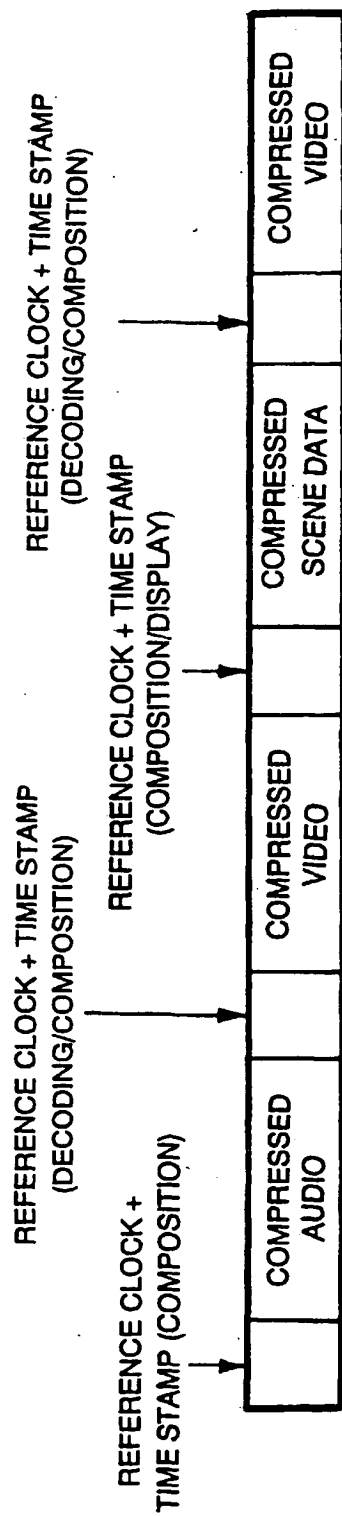 REFERENCE CLOCK +
TIME STAMP (COMPOSITION)
REFERENCE CLOCK + TIME STAMP
(DECODING/COMPOSITION)
REFERENCE CLOCK + TIME STAMP
(COMPOSITION/DISPLAY)
REFERENCE CLOCK + TIME STAMP
(DECODING/COMPOSITION)
COMPRESSED
AUDIO
COMPRESSED
VIDEO
COMPRESSED
SCENE DATA
COMPRESSED
VIDEO